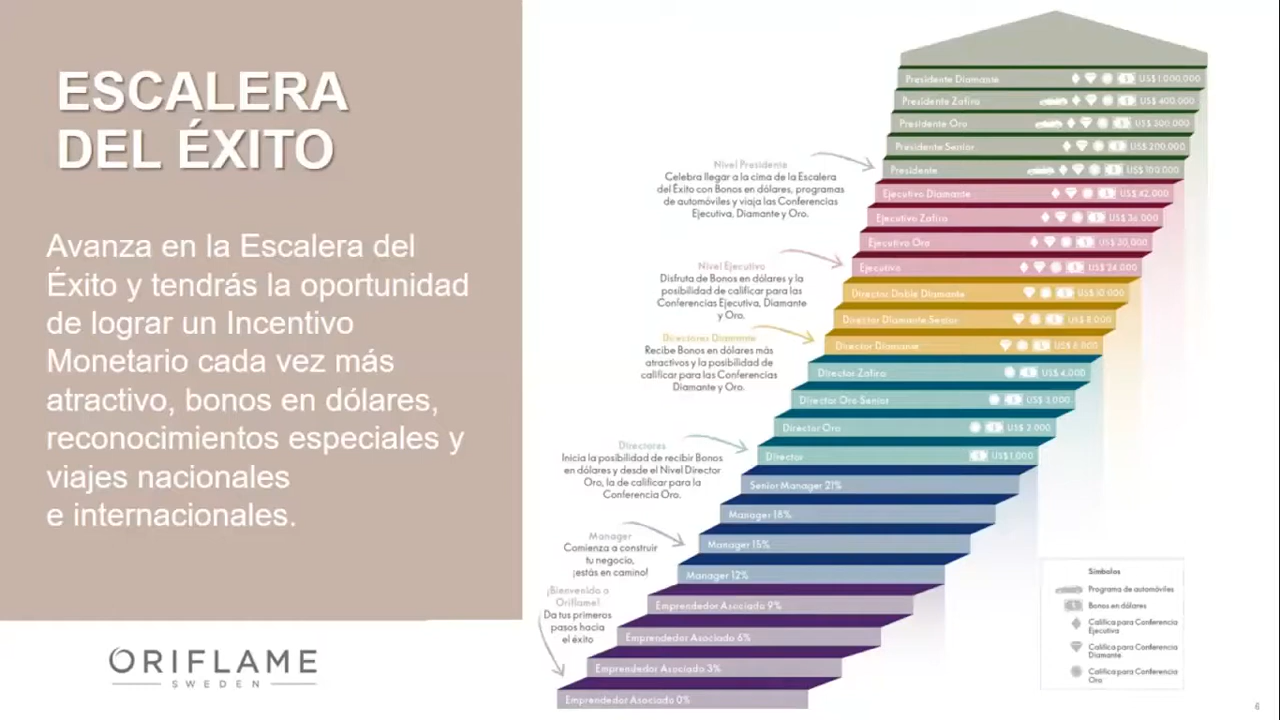 ESCALERA
DEL ÉXITO
Avanza en la Escalera del
Éxito y tendrás la oportunidad
de lograr un Incentivo
Monetario cada vez más
atractivo, bonos en dólares,
reconocimientos especiales y
viajes nacionales
e internacionales.
ORIFLAME
SWEDEN
Presidente Diamante US$ 1.000,000
Presidente Zafiro US$ 400.000
Presidente Oro US$ 300.000
Presidente Senior US$ 200,000
Presidente US$ 100.000
Ejecutivo Diamante US$ 42.000
Ejecutivo Zafiro US$ 36.000
Ejecutivo Oro US$ 30,000
Ejecutivo US$ 24.000
Director Doble Diamante US$ 10.000
Director Diamante Senior US$ 8.000
Director Diamante US$ 6.000
Director Zafiro US$ 4,000
Director Oro Senior US$ 3.000
Director Oro US$ 2.000
Director US$1,000
Senior Manager 21%
Manager 18%
Manager 15%
Manager 12%
Emprendedor Asociado 9%
Emprendedor Asociado 6%
Emprendedor Asociado 3%
Emprendedor Asociado 0%
Nivel Presidente
Celebra llegar a la cima de la Escalera
del Éxito con Bonos en dólares, programas
de automóviles y viaja las Conferencias
Ejecutiva, Diamante y Oro.
Nivel Ejecutivo
Disfruta de Bonos en dólares y la
posibilidad de calificar para las
Conferencias Ejecutiva, Diamante
y Oro.
Directores Diamante
Recibe Bonos en dólares más
atractivos y la posibilidad de
calificar para las Conferencias
Diamante y Oro.
Directores
Inicia la posibilidad de recibir Bonos
en dólares y desde el Nivel Director
Oro, la de calificar para la
Conferencia Oro.
Manager
Comienza a construir
tu negocio,
¡estás en camino!
¡Bienvenido a
Oriflame!
Da tus primeros
pasos hacia
el éxito
Símbolos
Programa de automóviles
Bonos en dólares
Califica para Conferencia
Ejecutiva
Califica para Conferencia
Diamante
Califica para Conferencia
Oro
6